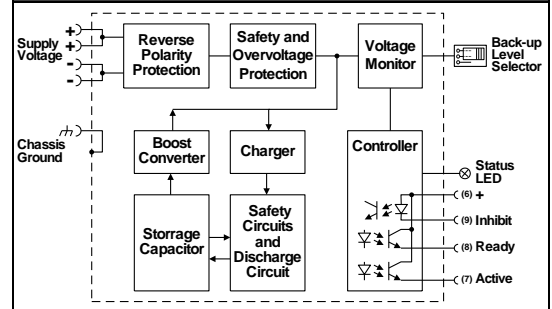 Supply
Voltage
+
+
-
-
Reverse
Polarity
Protection
Safety and
Overvoltage
Protection
Voltage
Monitor
Back-up
Level
Selector
Chassis
Ground
Boost
Converter
Charger
Controller
Status
LED
(6) +
(9) Inhibit
(8) Ready
(7) Active
Storrage
Capacitor
Safety
Circuits
and
Discharge
Circuit